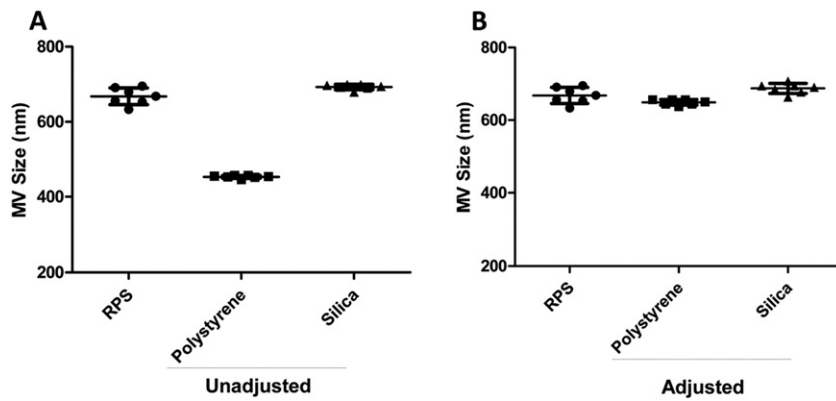 A
MV Size (nm)
800
600
400
200
RPS
Polystyrene
Silica
Unadjusted
B
MV Size (nm)
800
600
400
200
RPS
Polystyrene
Silica
Adjusted